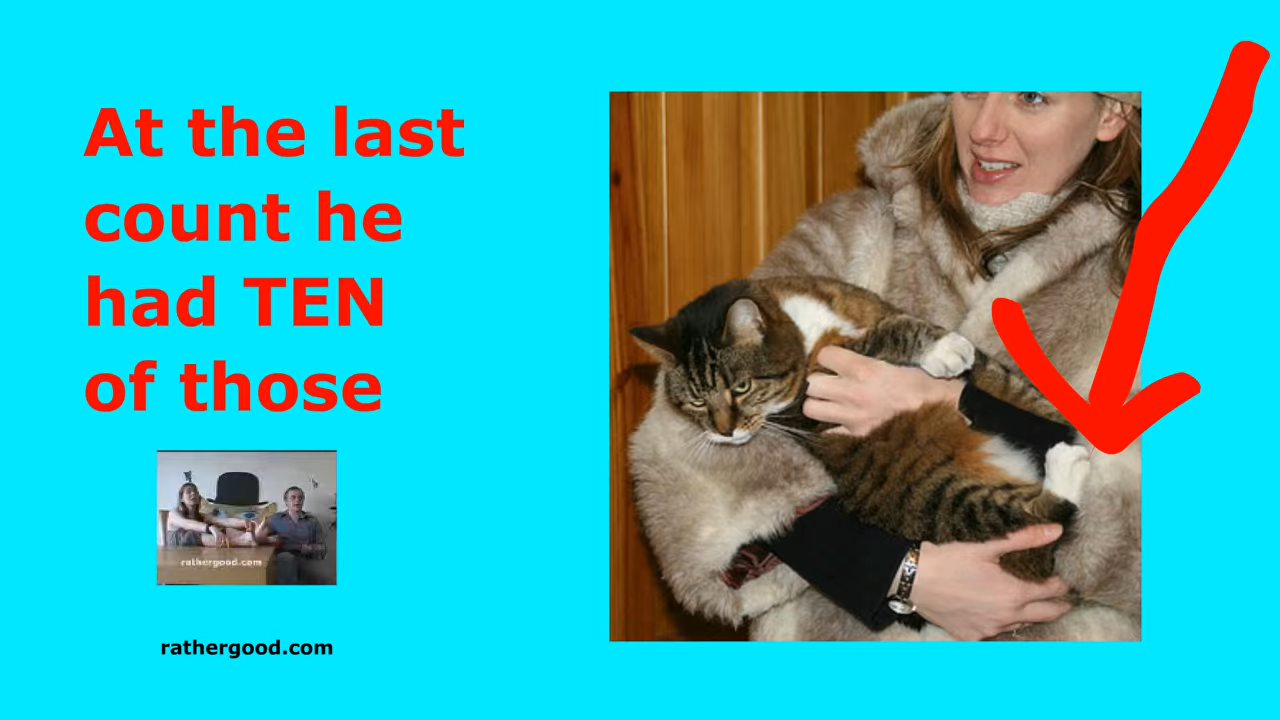 At the last
count he
had TEN
of those
rathergood.com
rathergood.com